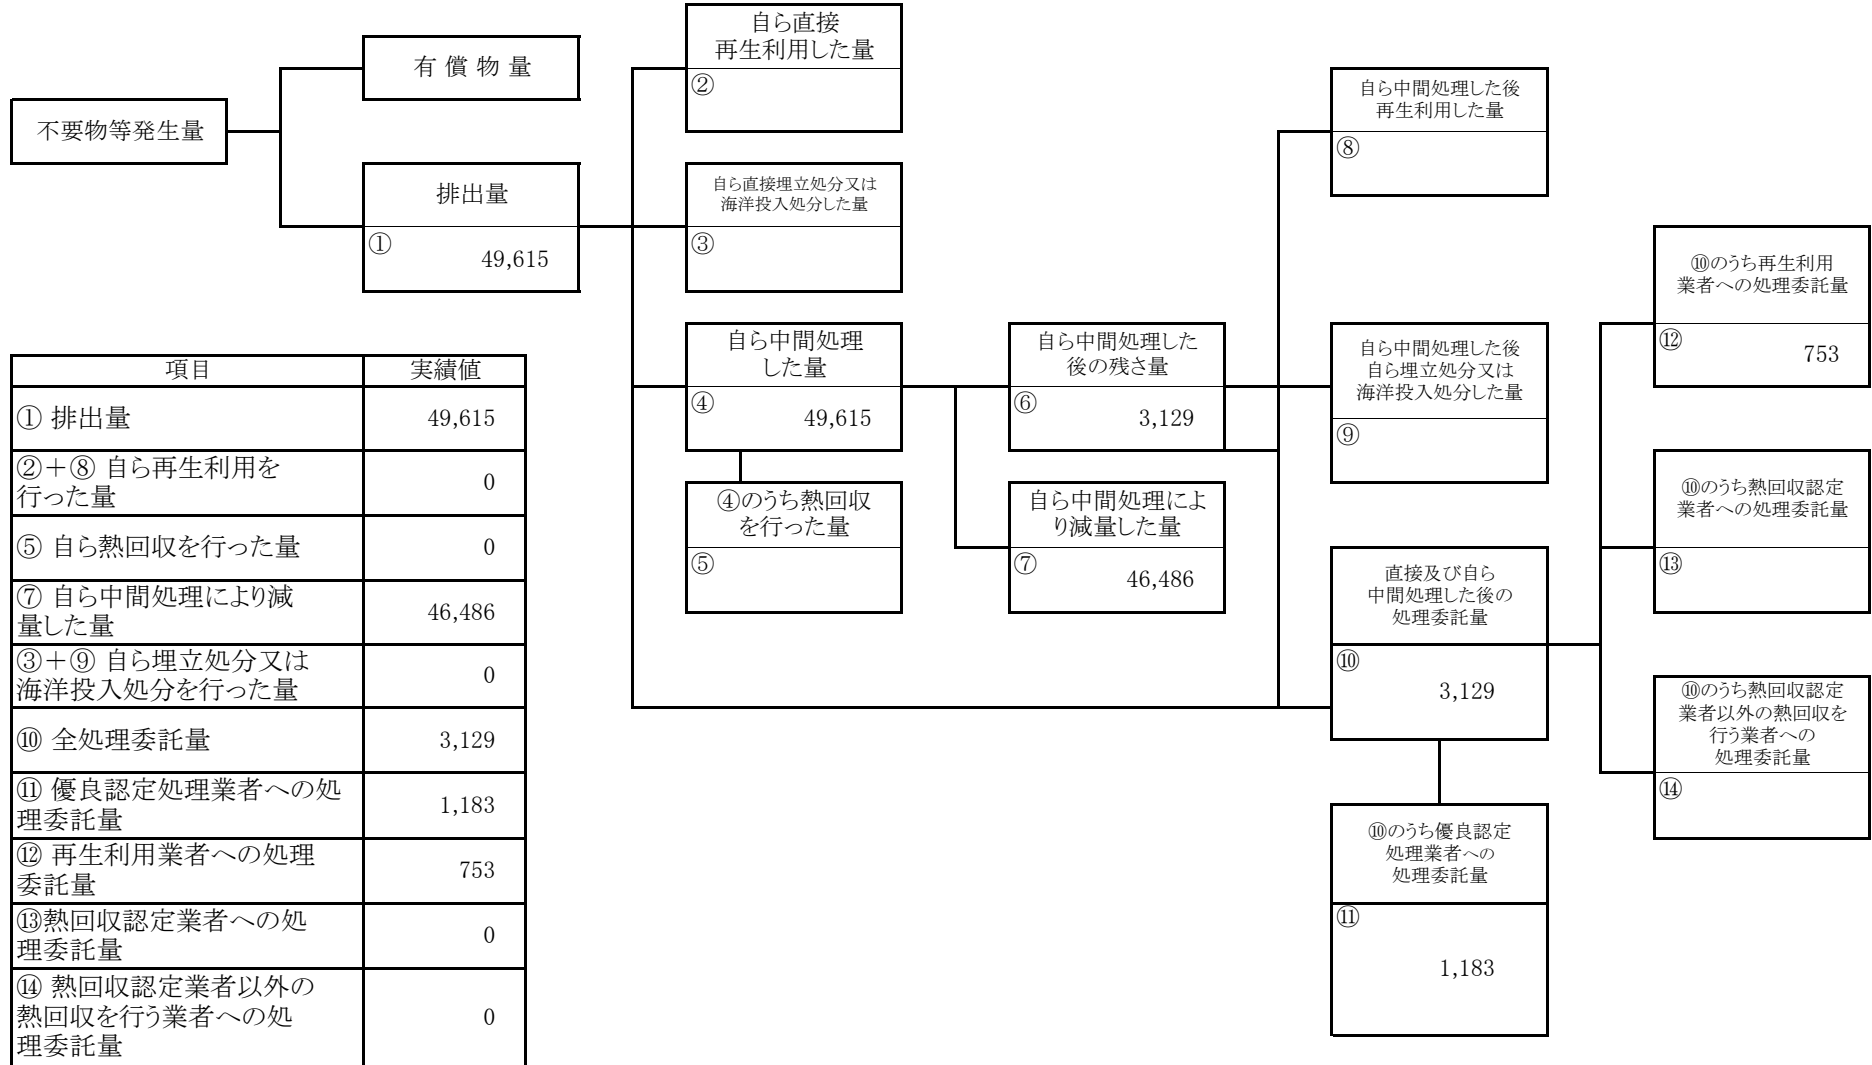 自ら直接
再生利用した量
②
有 償 物 量
不要物等発生量
排出量
①
49,615
自ら直接埋立処分又は
海洋投入処分した量
③
自ら中間処理した後
再生利用した量
⑧
自ら中間処理
した量
④
49,615
自ら中間処理した
後の残さ量
⑥
3,129
自ら中間処理した後
自ら埋立処分又は
海洋投入処分した量
⑨
④のうち熱回収
を行った量
⑤
自ら中間処理によ
り減量した量
⑦
46,486
直接及び自ら
中間処理した後の
処理委託量
⑩
3,129
⑩のうち優良認定
処理業者への
処理委託量
⑪
1,183
⑩のうち再生利用
業者への処理委託量
⑫
753
⑩のうち熱回収認定
業者への処理委託量
⑬
⑩のうち熱回収認定
業者以外の熱回収を
行う業者への
処理委託量
⑭
項目 実績値
① 排出量 49,615
②＋⑧ 自ら再生利用を
行った量 0
⑤ 自ら熱回収を行った量 0
⑦ 自ら中間処理により減
量した量 46,486
③＋⑨ 自ら埋立処分又は
海洋投入処分を行った量 0
⑩ 全処理委託量 3,129
⑪ 優良認定処理業者への処
理委託量 1,183
⑫ 再生利用業者への処理
委託量 753
⑬熱回収認定業者への処
理委託量 0
⑭ 熱回収認定業者以外の
熱回収を行う業者への処
理委託量 0